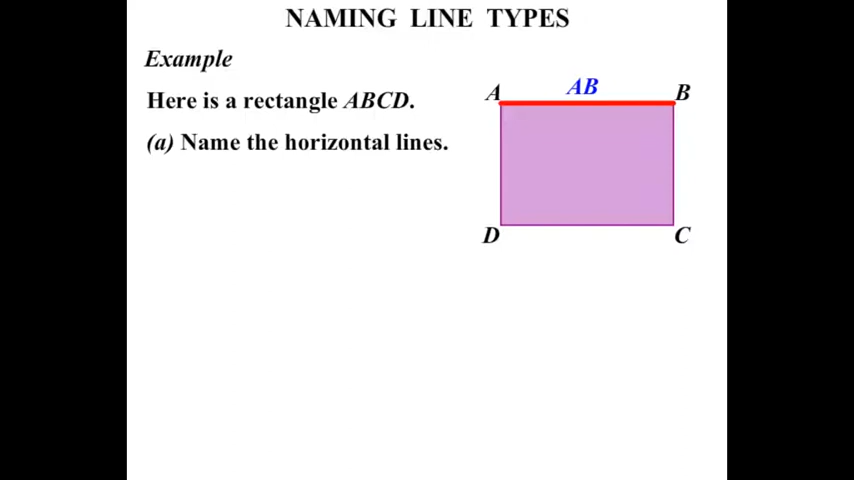 NAMING LINE TYPES
Example
Here is a rectangle ABCD.
(a) Name the horizontal lines.
AB
A B
D C